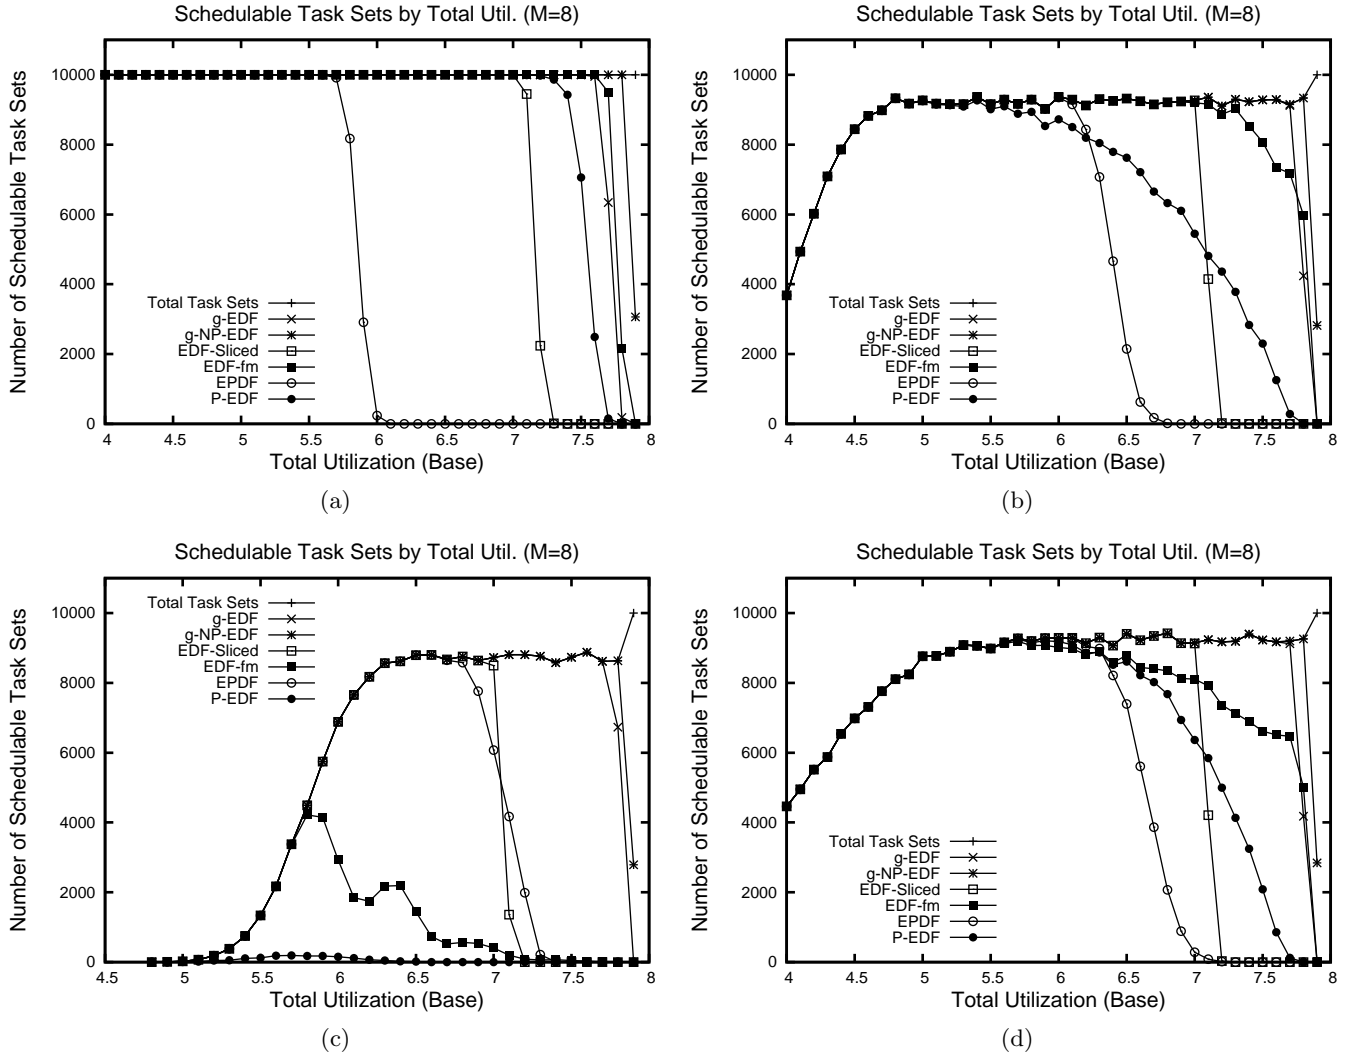 Schedulable Task Sets by Total Util. (M=8)
Number of Schedulable Task Sets
10000
8000
6000
4000
2000
0
Total Task Sets
g-EDF
g-NP-EDF
EDF-Sliced
EDF-fm
EPDF
P-EDF
4 4.5 5 5.5 6 6.5 7 7.5 8
Total Utilization (Base)
(a)
Schedulable Task Sets by Total Util. (M=8)
Number of Schedulable Task Sets
10000
8000
6000
4000
2000
0
Total Task Sets
g-EDF
g-NP-EDF
EDF-Sliced
EDF-fm
EPDF
P-EDF
4 4.5 5 5.5 6 6.5 7 7.5 8
Total Utilization (Base)
(b)
Schedulable Task Sets by Total Util. (M=8)
Number of Schedulable Task Sets
10000
8000
6000
4000
2000
0
Total Task Sets
g-EDF
g-NP-EDF
EDF-Sliced
EDF-fm
EPDF
P-EDF
4.5 5 5.5 6 6.5 7 7.5 8
Total Utilization (Base)
(c)
Schedulable Task Sets by Total Util. (M=8)
Number of Schedulable Task Sets
10000
8000
6000
4000
2000
0
Total Task Sets
g-EDF
g-NP-EDF
EDF-Sliced
EDF-fm
EPDF
P-EDF
4 4.5 5 5.5 6 6.5 7 7.5 8
Total Utilization (Base)
(d)